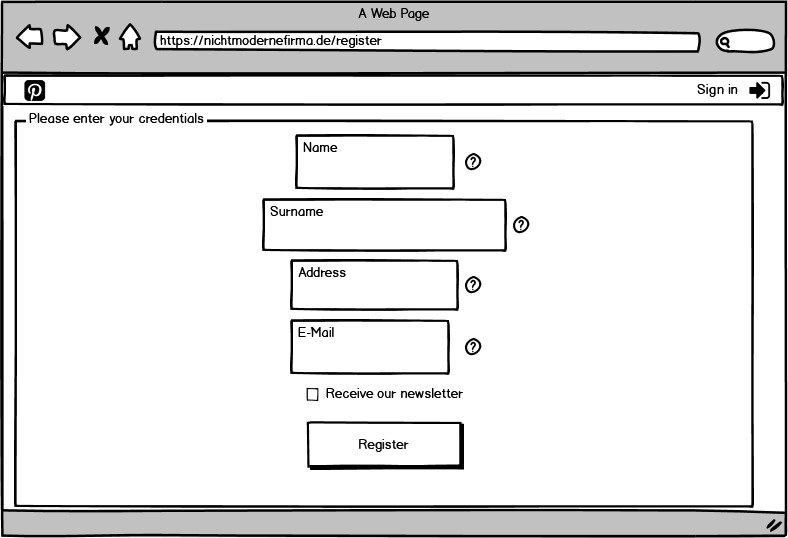 A Web Page
https://nichtmodernefirma.de/register
Sign in
Please enter your credentials
Name
?
Surname
?
Address
?
E-Mail
?
Receive our newsletter
Register